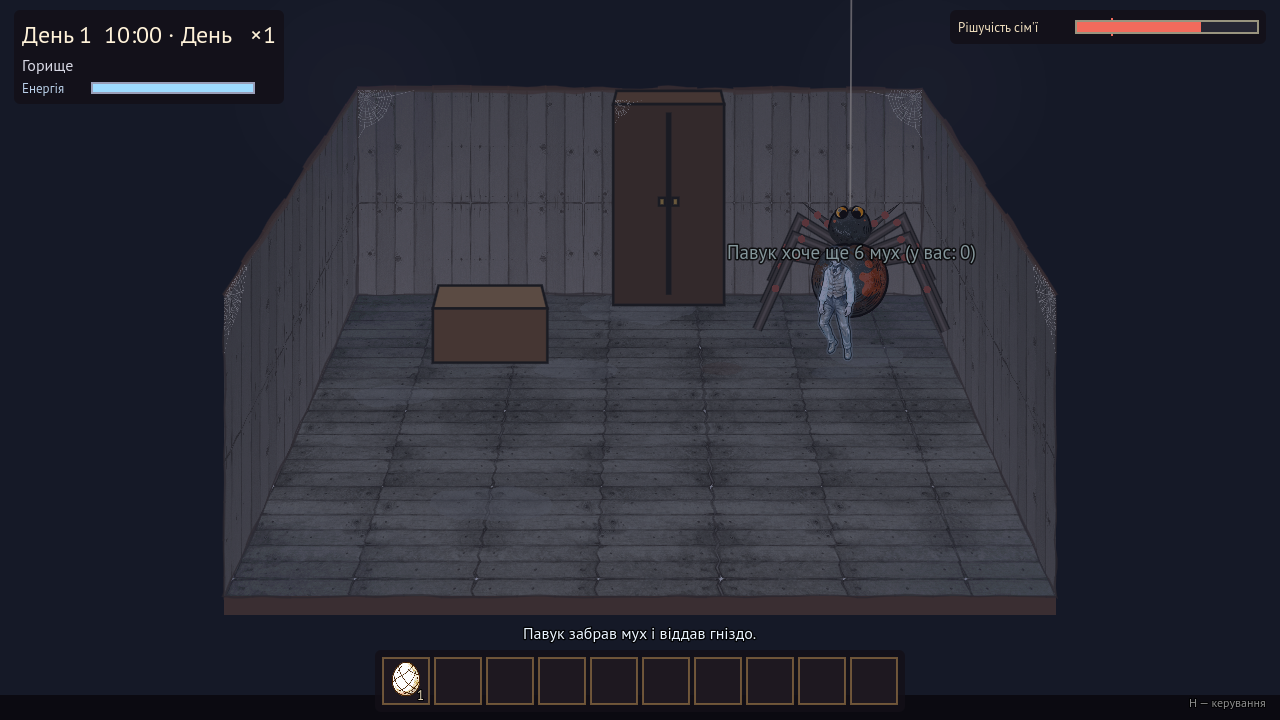 День 1 10:00 · День ×1
Горище
Енергія
Рішучість сім'ї
Павук хоче ще 6 мух (у вас: 0)
Павук забрав мух і віддав гніздо.
1
H — керування